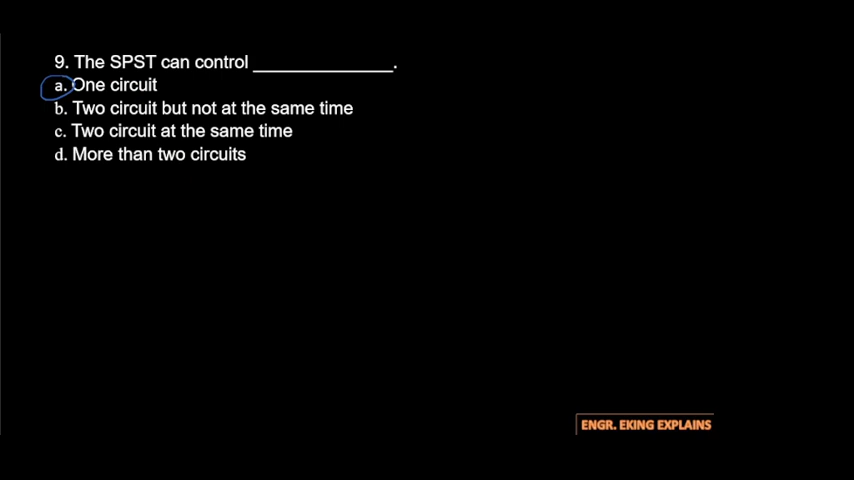 9. The SPST can control _______________.
a. One circuit
b. Two circuit but not at the same time
c. Two circuit at the same time
d. More than two circuits
ENGR. EKING EXPLAINS